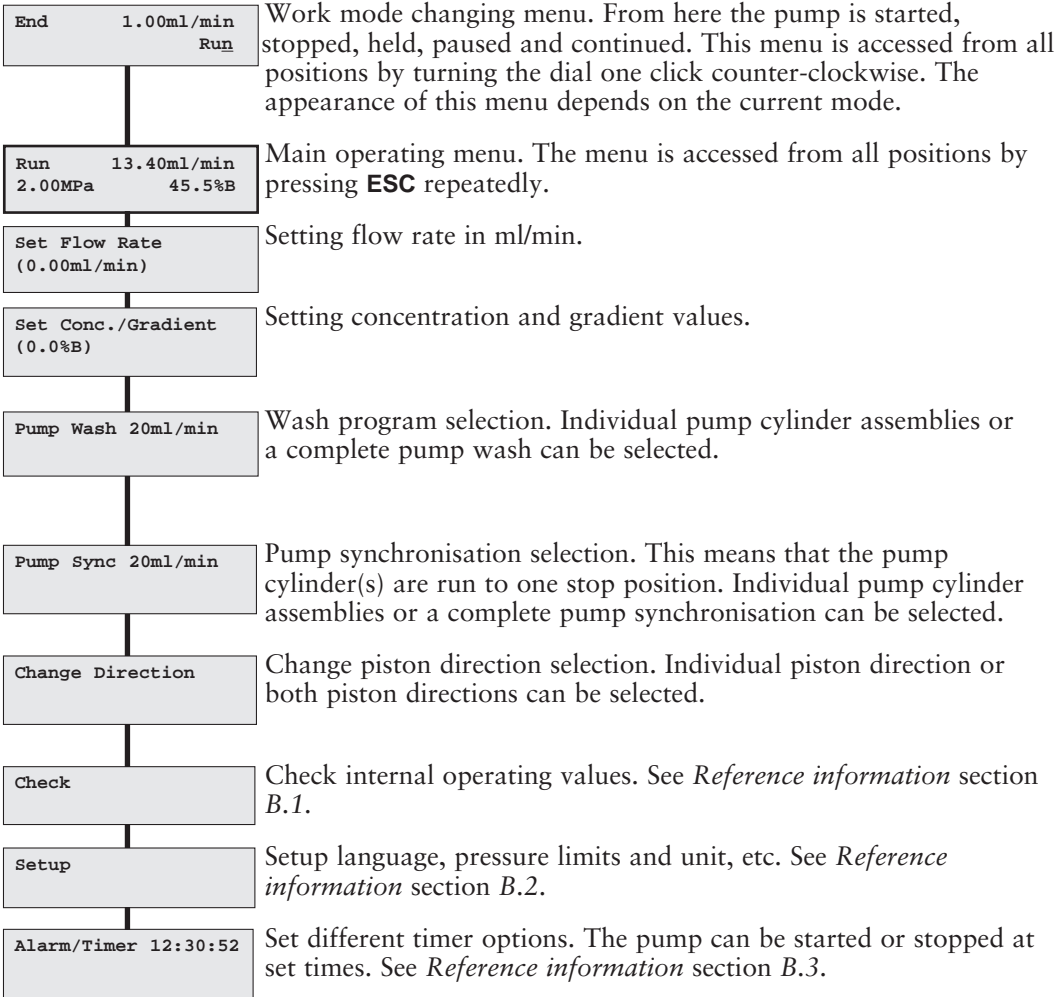 End 1.00ml/min
Run
Work mode changing menu. From here the pump is started,
stopped, held, paused and continued. This menu is accessed from all
positions by turning the dial one click counter-clockwise. The
appearance of this menu depends on the current mode.
Run 13.40ml/min
2.00MPa 45.5%B
Main operating menu. The menu is accessed from all positions by
pressing ESC repeatedly.
Set Flow Rate
(0.00ml/min)
Setting flow rate in ml/min.
Set Conc./Gradient
(0.0%B)
Setting concentration and gradient values.
Pump Wash 20ml/min
Wash program selection. Individual pump cylinder assemblies or
a complete pump wash can be selected.
Pump Sync 20ml/min
Pump synchronisation selection. This means that the pump
cylinder(s) are run to one stop position. Individual pump cylinder
assemblies or a complete pump synchronisation can be selected.
Change Direction
Change piston direction selection. Individual piston direction or
both piston directions can be selected.
Check
Check internal operating values. See Reference information section
B.1.
Setup
Setup language, pressure limits and unit, etc. See Reference
information section B.2.
Alarm/Timer 12:30:52
Set different timer options. The pump can be started or stopped at
set times. See Reference information section B.3.